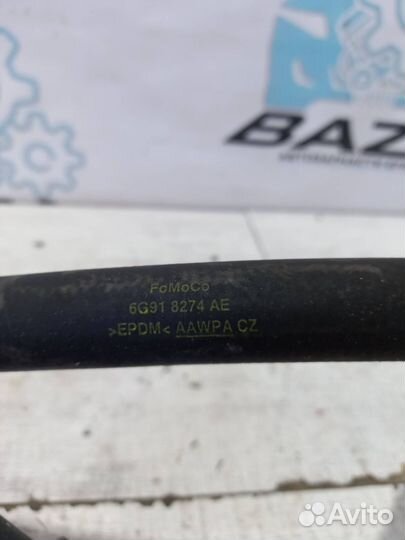 BAZ
FoMoCo
6G91 8274 AE
>EPDM< AAWPA CZ
Avito